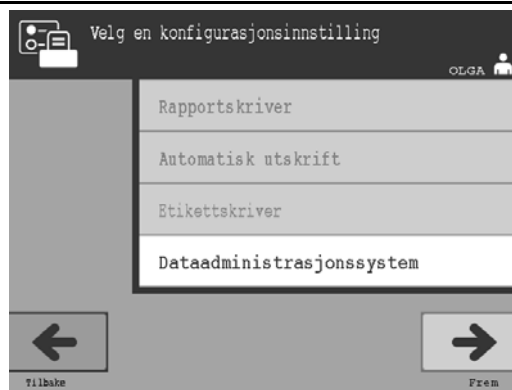 Velg en konfigurasjonsinnstilling
OLGA
Rapportskriver
Automatisk utskrift
Etikettskriver
Dataadministrasjonssystem
Tilbake
Frem